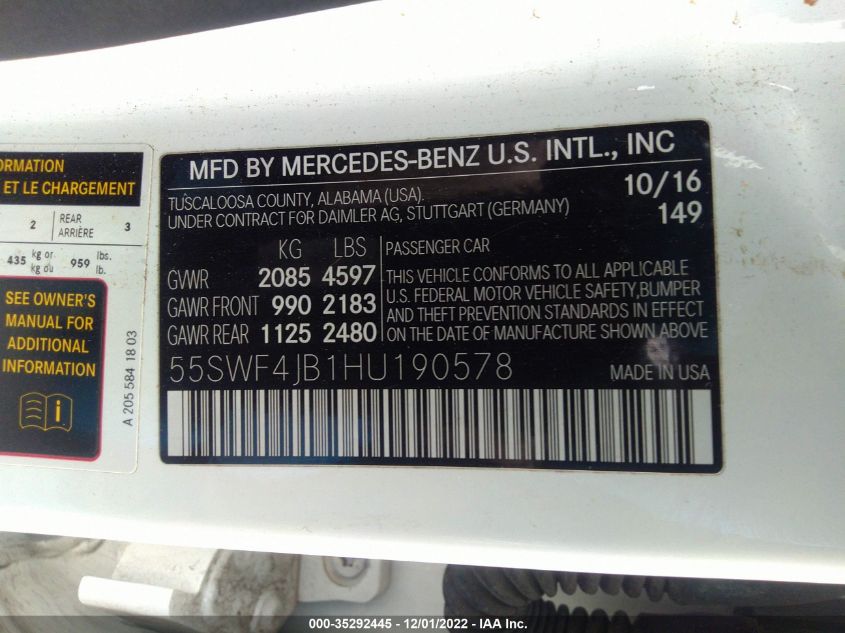 ORMATION
ET LE CHARGEMENT
2 REAR ARRIÈRE 3
435 kg or kg ou 959 lbs. lb.
SEE OWNER'S
MANUAL FOR
ADDITIONAL
INFORMATION
A 205 584 18 03
MFD BY MERCEDES-BENZ U.S. INTL., INC
TUSCALOOSA COUNTY, ALABAMA (USA). 10/16
UNDER CONTRACT FOR DAIMLER AG, STUTTGART (GERMANY) 149
KG LBS
GVWR 2085 4597
GAWR FRONT 990 2183
GAWR REAR 1125 2480
PASSENGER CAR
THIS VEHICLE CONFORMS TO ALL APPLICABLE
U.S. FEDERAL MOTOR VEHICLE SAFETY,BUMPER
AND THEFT PREVENTION STANDARDS IN EFFECT
ON THE DATE OF MANUFACTURE SHOWN ABOVE
55SWF4JB1HU190578
MADE IN USA
000-35292445 - 12/01/2022 - IAA Inc.